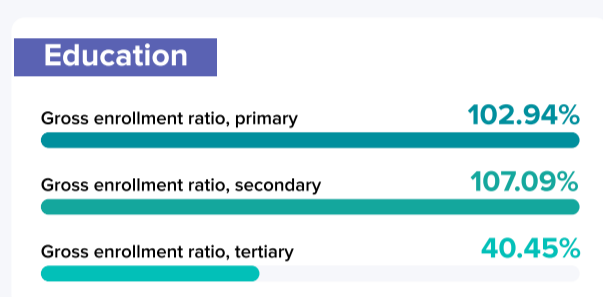 Education
Gross enrollment ratio, primary 102.94%
Gross enrollment ratio, secondary 107.09%
Gross enrollment ratio, tertiary 40.45%